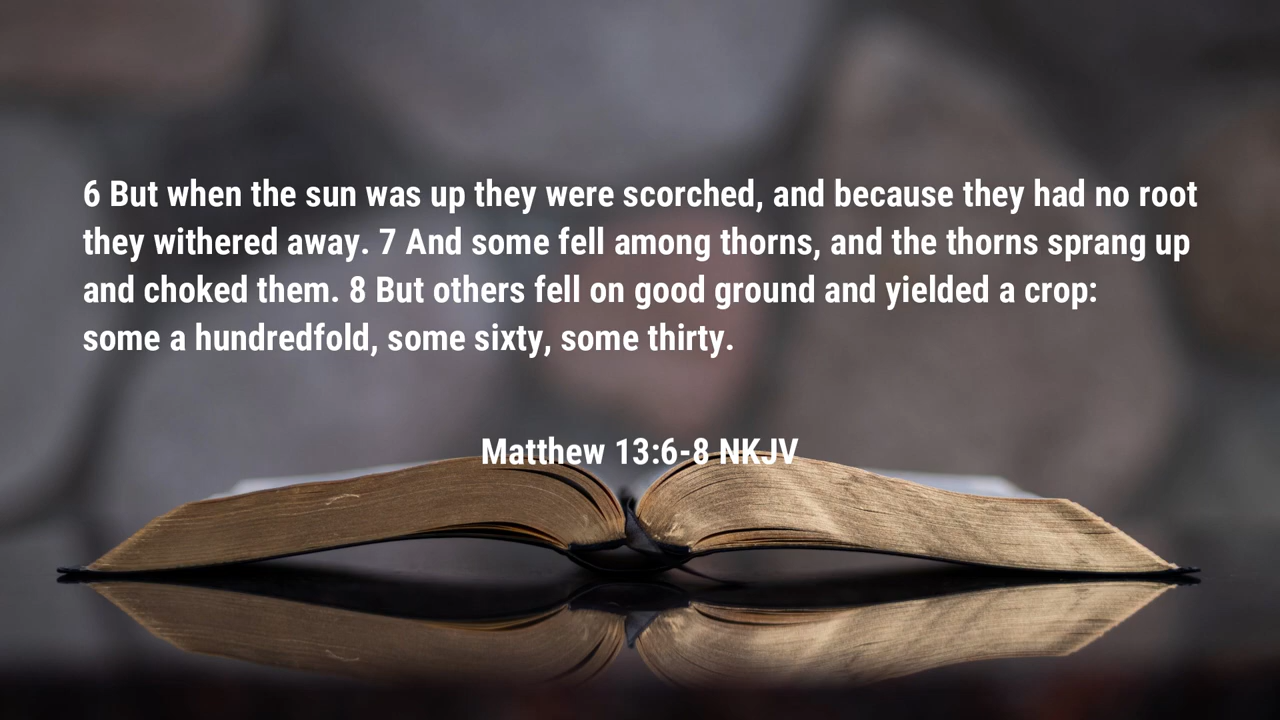 6 But when the sun was up they were scorched, and because they had no root
they withered away. 7 And some fell among thorns, and the thorns sprang up
and choked them. 8 But others fell on good ground and yielded a crop:
some a hundredfold, some sixty, some thirty.
Matthew 13:6-8 NKJV